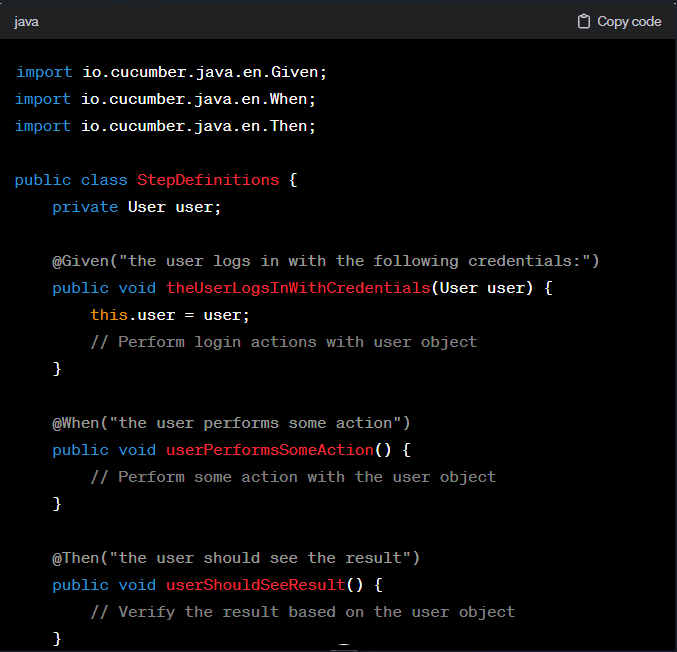 java
Copy code
import io.cucumber.java.en.Given;
import io.cucumber.java.en.When;
import io.cucumber.java.en.Then;
public class StepDefinitions {
private User user;
@Given("the user logs in with the following credentials:")
public void theUserLogsInWithCredentials(User user) {
this.user = user;
// Perform login actions with user object
}
@When("the user performs some action")
public void userPerformsSomeAction() {
// Perform some action with the user object
}
@Then("the user should see the result")
public void userShouldSeeResult() {
// Verify the result based on the user object
}